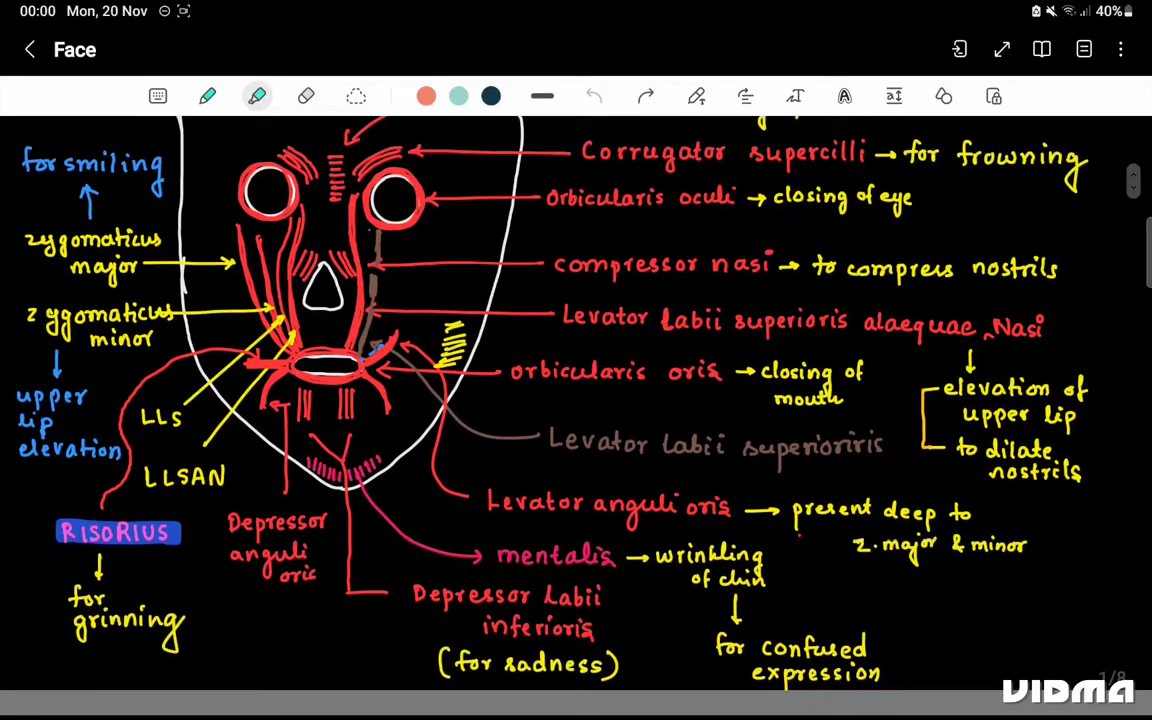 00:00 Mon, 20 Nov
40%
Face
for smiling
zygomaticus
major
zygomaticus
minor
upper
lip
elevation
LLS
LLSAN
RISORIUS
for
grinning
Depressor
anguli
oris
Corrugator supercilli → for frowning
Orbicularis oculi → closing of eye
compressor nasi → to compress nostrils
Levator labii superioris alaequae Nasi
elevation of
upper lip
to dilate
nostrils
orbicularis oris → closing of
mouth
Levator labii superioriris
Levator anguli oris → present deep to
z. major & minor
mentalis → wrinkling
of chin
for confused
expression
Depressor Labii
inferioris
(for sadness)
1/8
VIDMA